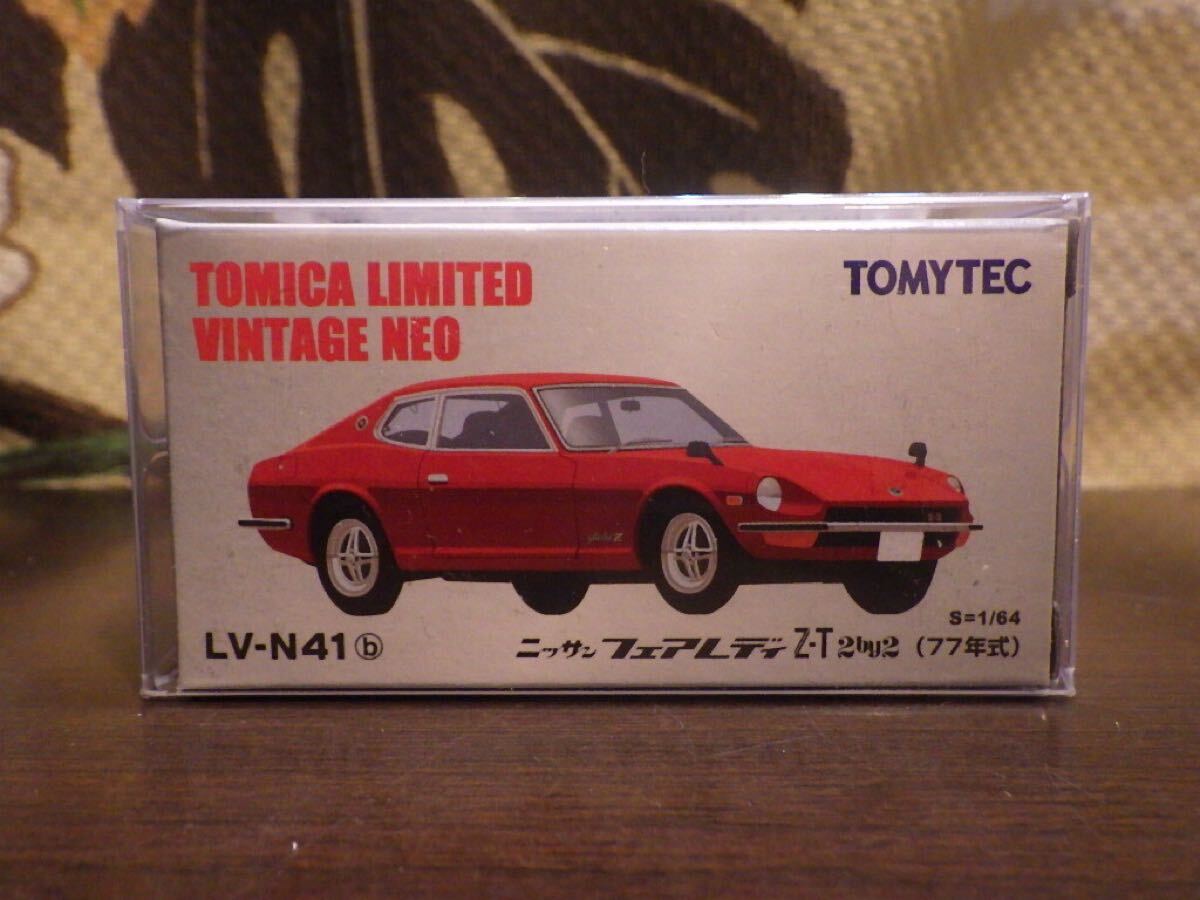 TOMICA LIMITED
VINTAGE NEO
TOMYTEC
S=1/64
LV-N41 ⓑ
ニッサン フェアレディ Z-T 2by2 (77年式)